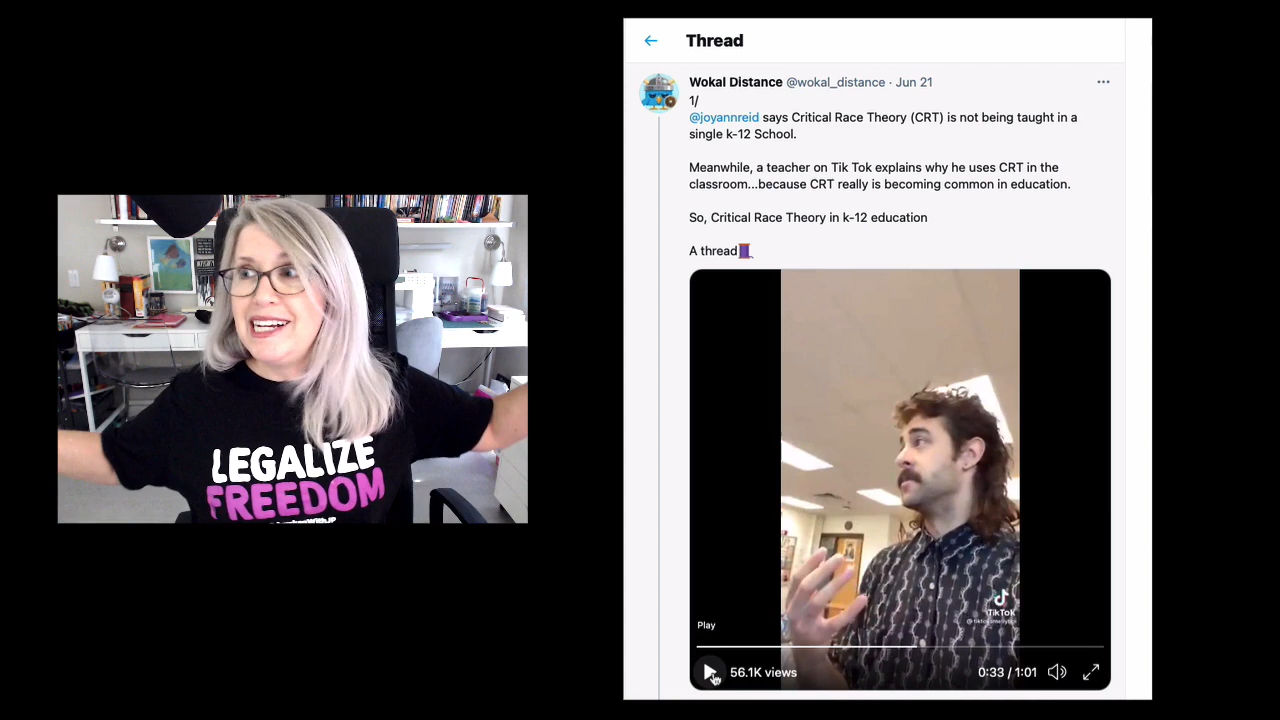 LEGALIZE
FREEDOM
Thread
Wokal Distance @wokal_distance · Jun 21
1/
@joyannreid says Critical Race Theory (CRT) is not being taught in a
single k-12 School.
Meanwhile, a teacher on Tik Tok explains why he uses CRT in the
classroom...because CRT really is becoming common in education.
So, Critical Race Theory in k-12 education
A thread🧵
TikTok
Play
56.1K views
0:33 / 1:01